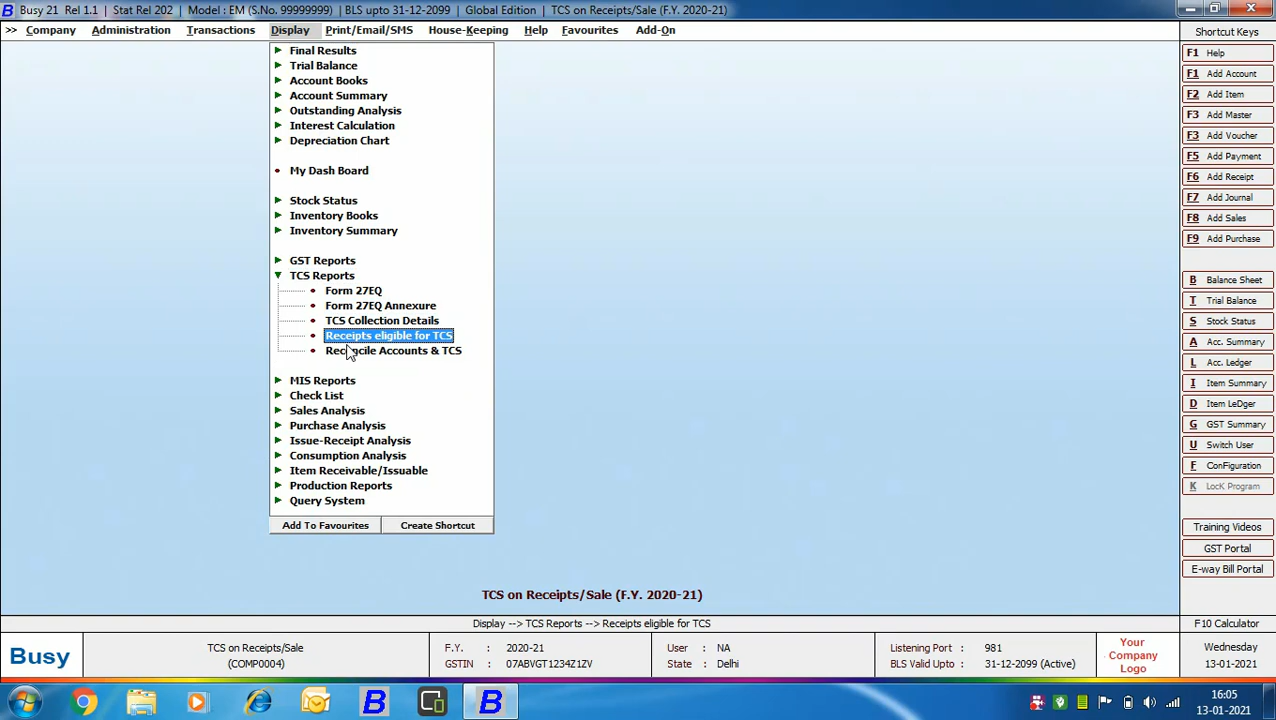 Busy 21 Rel 1.1 | Stat Rel 202 | Model : EM (S.No. 99999999) | BLS upto 31-12-2099 | Global Edition | TCS on Receipts/Sale (F.Y. 2020-21)
>> Company Administration Transactions Display Print/Email/SMS House-Keeping Help Favourites Add-On
Final Results
Trial Balance
Account Books
Account Summary
Outstanding Analysis
Interest Calculation
Depreciation Chart
My Dash Board
Stock Status
Inventory Books
Inventory Summary
GST Reports
TCS Reports
Form 27EQ
Form 27EQ Annexure
TCS Collection Details
Receipts eligible for TCS
Reconcile Accounts & TCS
MIS Reports
Check List
Sales Analysis
Purchase Analysis
Issue-Receipt Analysis
Consumption Analysis
Item Receivable/Issuable
Production Reports
Query System
Add To Favourites Create Shortcut
Shortcut Keys
F1 Help
F1 Add Account
F2 Add Item
F3 Add Master
F3 Add Voucher
F5 Add Payment
F6 Add Receipt
F7 Add Journal
F8 Add Sales
F9 Add Purchase
B Balance Sheet
T Trial Balance
S Stock Status
A Acc. Summary
L Acc. Ledger
I Item Summary
D Item LeDger
G GST Summary
U Switch User
F ConFiguration
K LocK Program
Training Videos
GST Portal
E-way Bill Portal
TCS on Receipts/Sale (F.Y. 2020-21)
Display --> TCS Reports --> Receipts eligible for TCS
F10 Calculator
Busy
TCS on Receipts/Sale
(COMP0004)
F.Y. : 2020-21
GSTIN : 07ABVGT1234Z1ZV
User : NA
State : Delhi
Listening Port : 981
BLS Valid Upto : 31-12-2099 (Active)
Your
Company
Logo
Wednesday
13-01-2021
16:05
13-01-2021